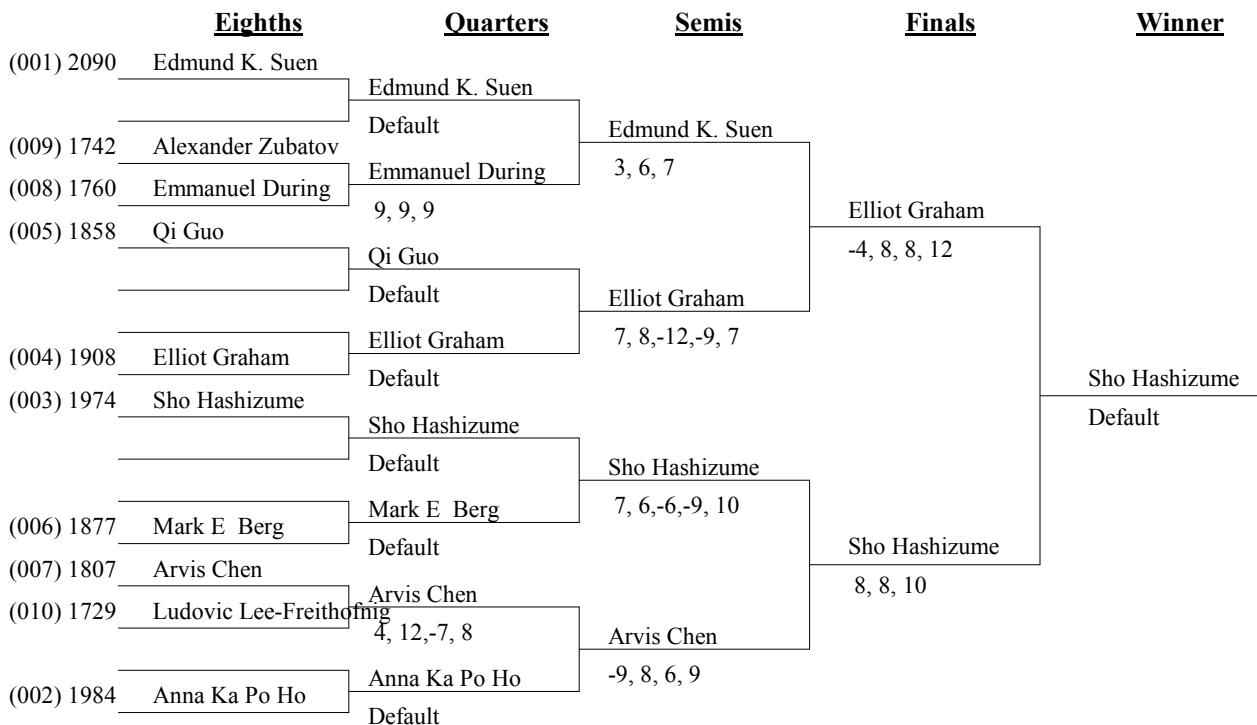 Eighths Quarters Semis Finals Winner
(001) 2090 Edmund K. Suen
Edmund K. Suen
Default
Edmund K. Suen
(009) 1742 Alexander Zubatov
3, 6, 7
Emmanuel During
(008) 1760 Emmanuel During
9, 9, 9
Elliot Graham
(005) 1858 Qi Guo
-4, 8, 8, 12
Qi Guo
Default
Elliot Graham
7, 8,-12,-9, 7
Elliot Graham
(004) 1908 Elliot Graham
Default
Sho Hashizume
(003) 1974 Sho Hashizume
Default
Sho Hashizume
Default
Sho Hashizume
7, 6,-6,-9, 10
Mark E Berg
(006) 1877 Mark E Berg
Default
Sho Hashizume
(007) 1807 Arvis Chen
8, 8, 10
Arvis Chen
(010) 1729 Ludovic Lee-Freithofnig
4, 12,-7, 8
Arvis Chen
-9, 8, 6, 9
Anna Ka Po Ho
(002) 1984 Anna Ka Po Ho
Default